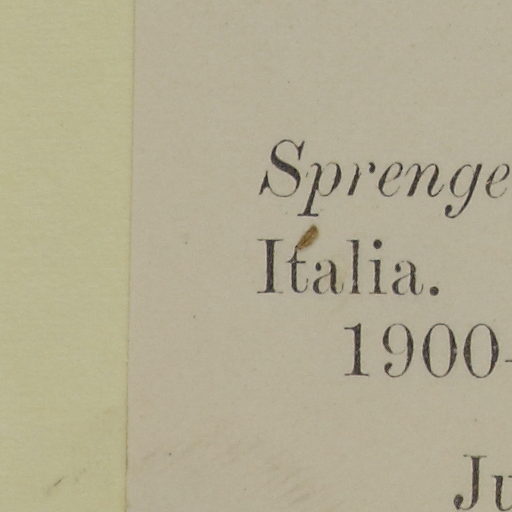 Sprenge
Italia.
1900-
Ju